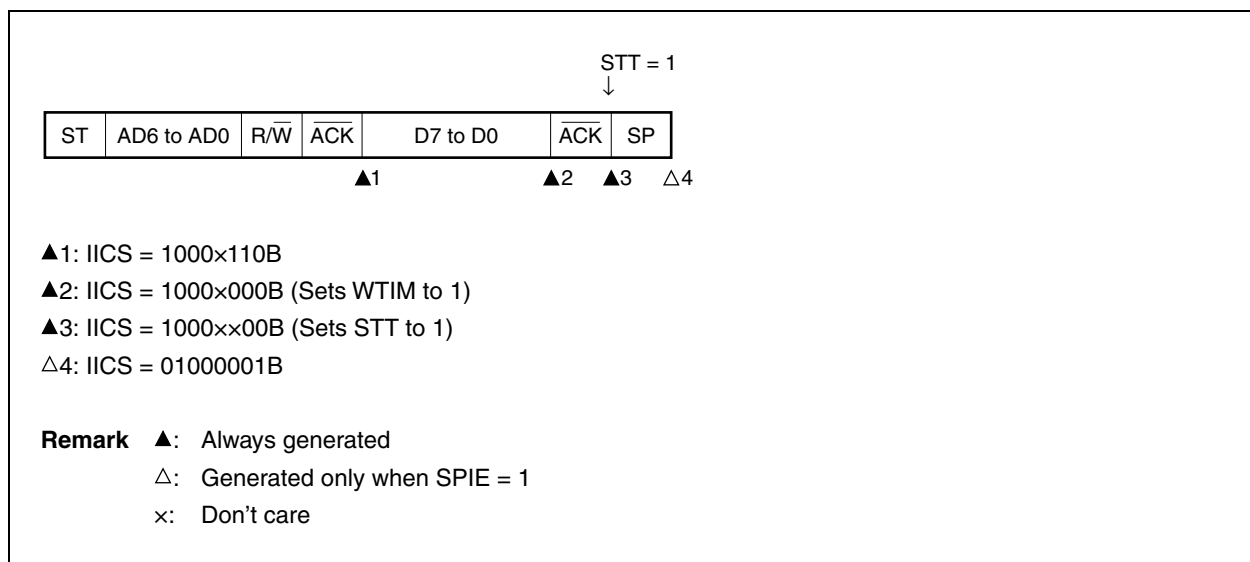 STT = 1
↓
ST AD6 to AD0 R/W̅ A̅C̅K̅ D7 to D0 A̅C̅K̅ SP
▲1 ▲2 ▲3 △4
▲1: IICS = 1000×110B
▲2: IICS = 1000×000B (Sets WTIM to 1)
▲3: IICS = 1000××00B (Sets STT to 1)
△4: IICS = 01000001B
Remark ▲: Always generated
△: Generated only when SPIE = 1
×: Don't care